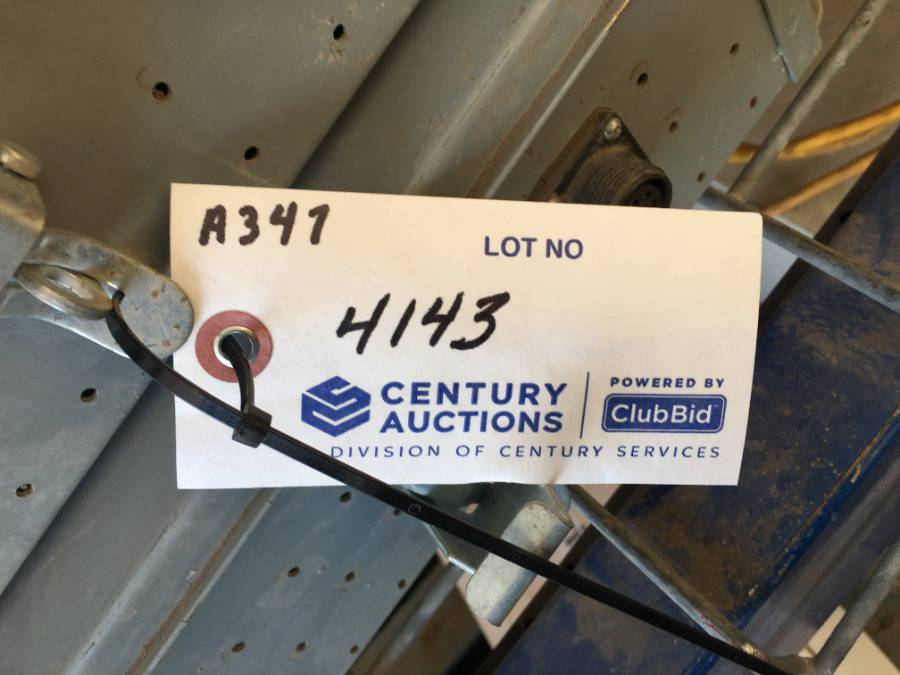 A347
LOT NO
4143
CENTURY
AUCTIONS
POWERED BY
ClubBid
DIVISION OF CENTURY SERVICES